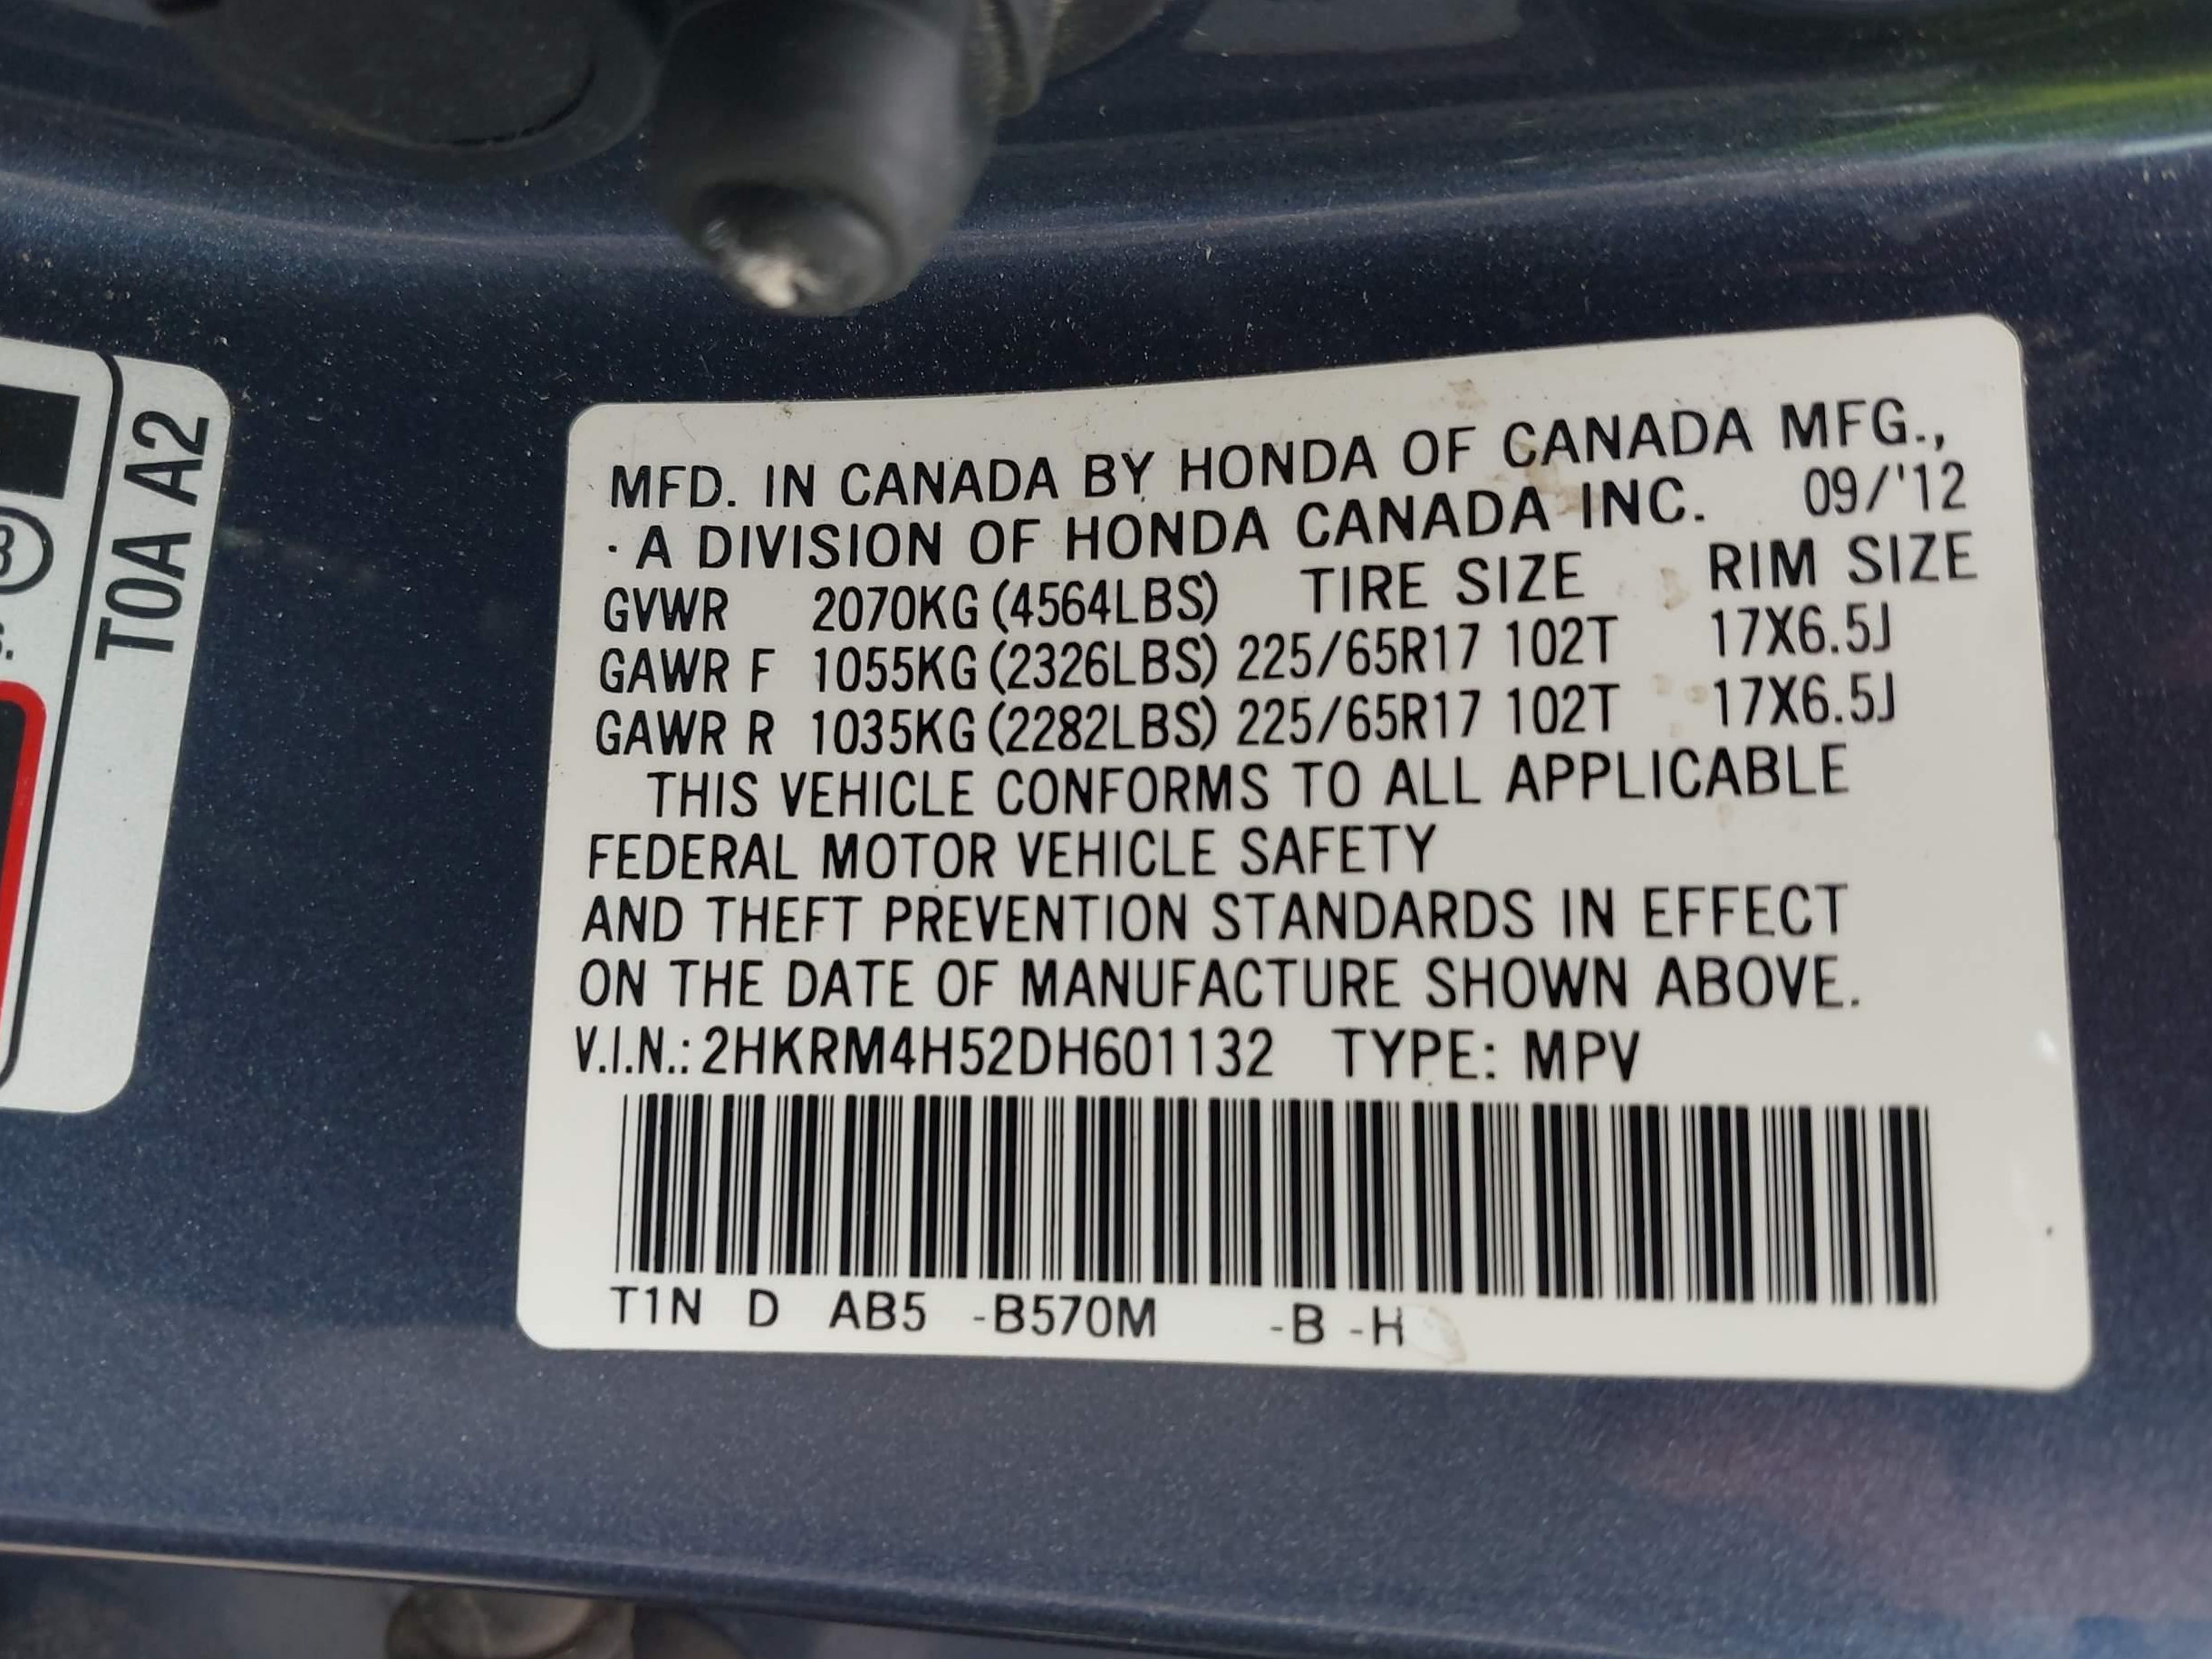 T0A A2
MFD. IN CANADA BY HONDA OF CANADA MFG.,
A DIVISION OF HONDA CANADA INC. 09/'12
GVWR 2070KG (4564LBS) TIRE SIZE RIM SIZE
GAWR F 1055KG (2326LBS) 225/65R17 102T 17X6.5J
GAWR R 1035KG (2282LBS) 225/65R17 102T 17X6.5J
THIS VEHICLE CONFORMS TO ALL APPLICABLE
FEDERAL MOTOR VEHICLE SAFETY
AND THEFT PREVENTION STANDARDS IN EFFECT
ON THE DATE OF MANUFACTURE SHOWN ABOVE.
V.I.N.: 2HKRM4H52DH601132 TYPE: MPV
T1N D AB5 -B570M -B -H